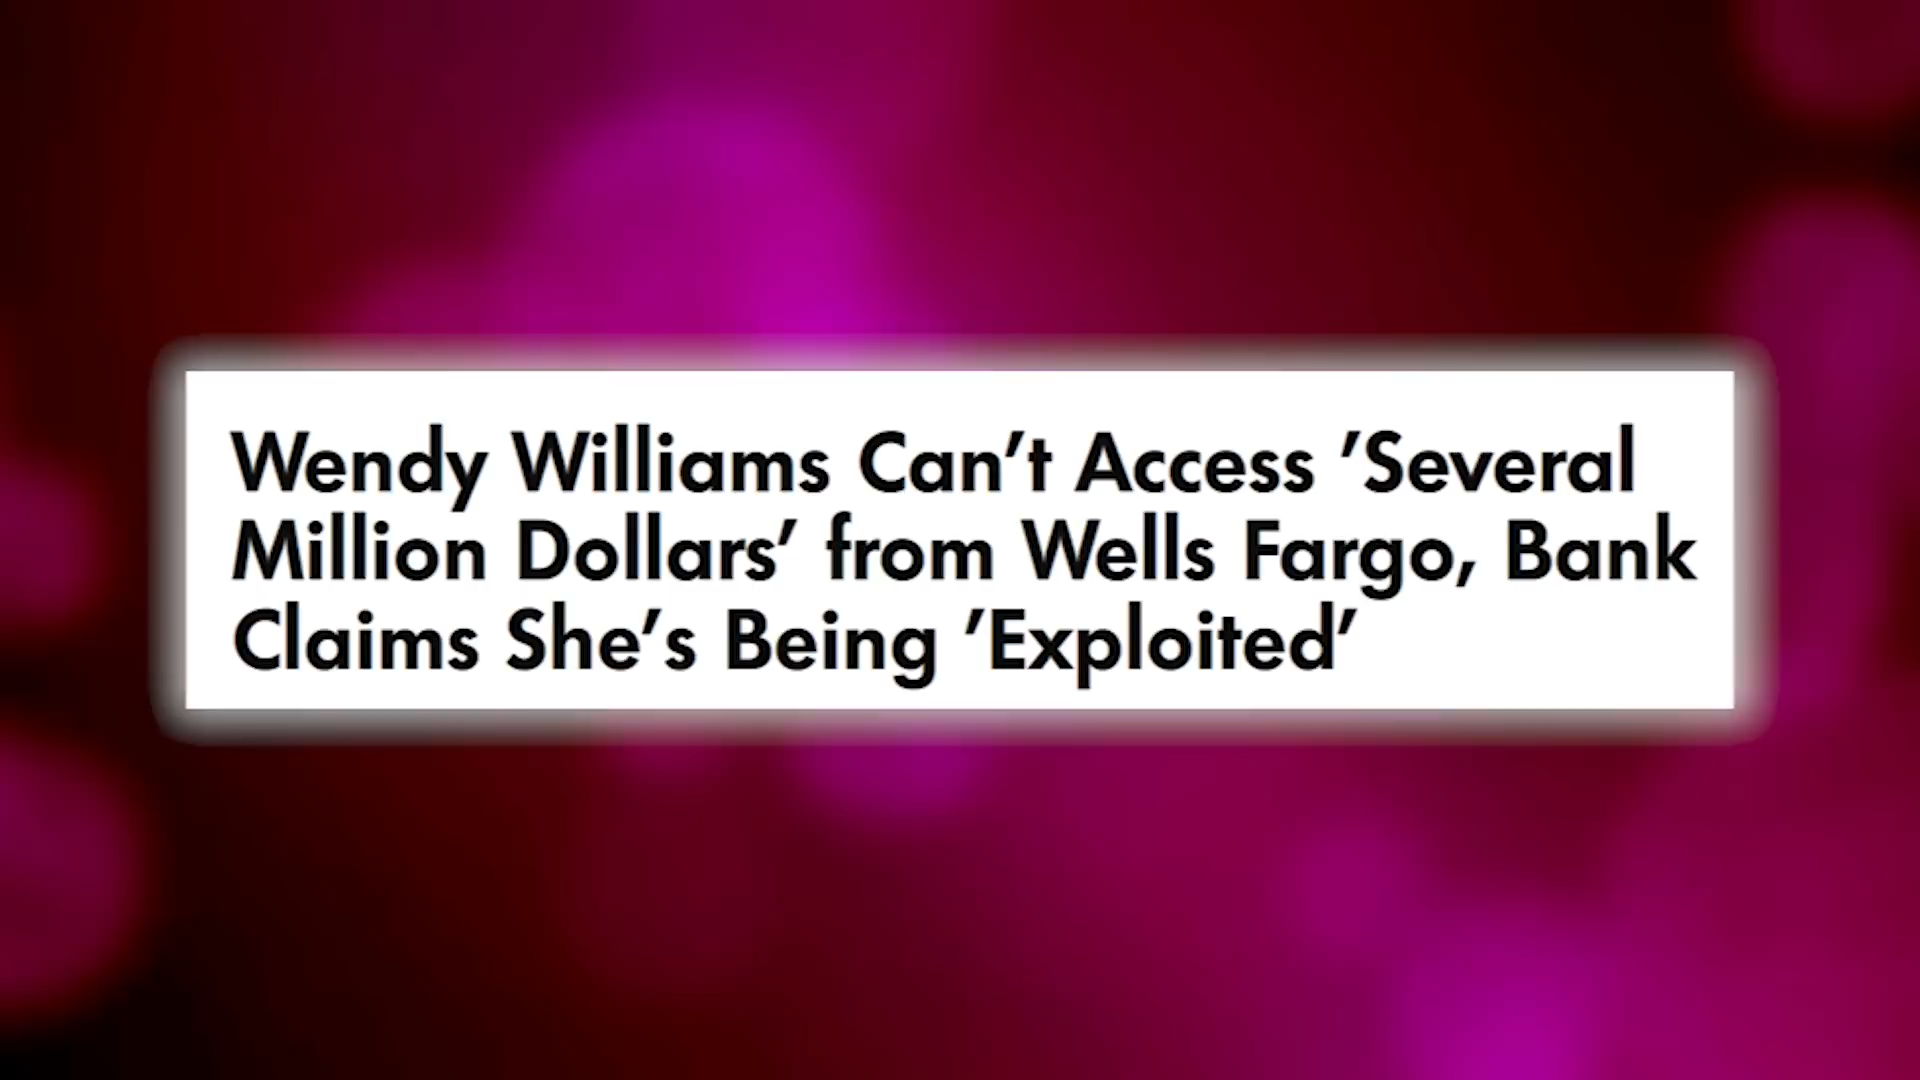 Wendy Williams Can’t Access ’Several
Million Dollars’ from Wells Fargo, Bank
Claims She’s Being ’Exploited’